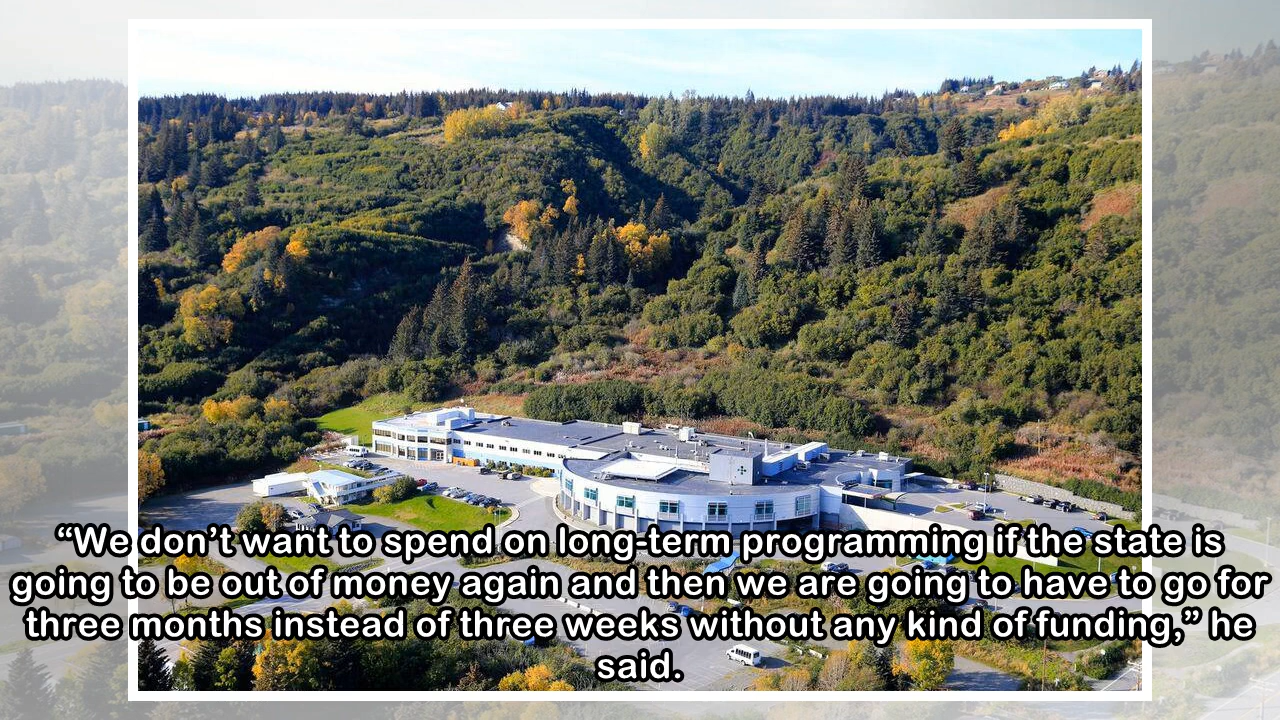 “We don’t want to spend on long-term programming if the state is
going to be out of money again and then we are going to have to go for
three months instead of three weeks without any kind of funding,” he
said.